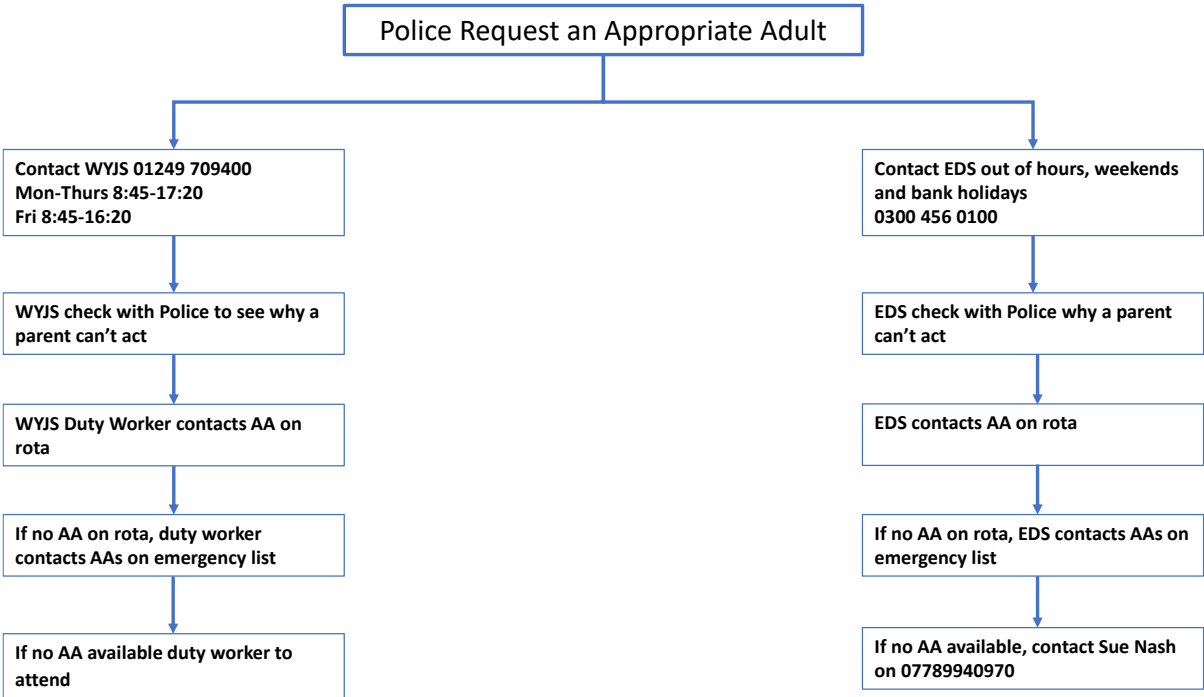 Police Request an Appropriate Adult
Contact WYJS 01249 709400
Mon-Thurs 8:45-17:20
Fri 8:45-16:20
WYJS check with Police to see why a
parent can’t act
WYJS Duty Worker contacts AA on
rota
If no AA on rota, duty worker
contacts AAs on emergency list
If no AA available duty worker to
attend
Contact EDS out of hours, weekends
and bank holidays
0300 456 0100
EDS check with Police why a parent
can’t act
EDS contacts AA on rota
If no AA on rota, EDS contacts AAs on
emergency list
If no AA available, contact Sue Nash
on 07789940970